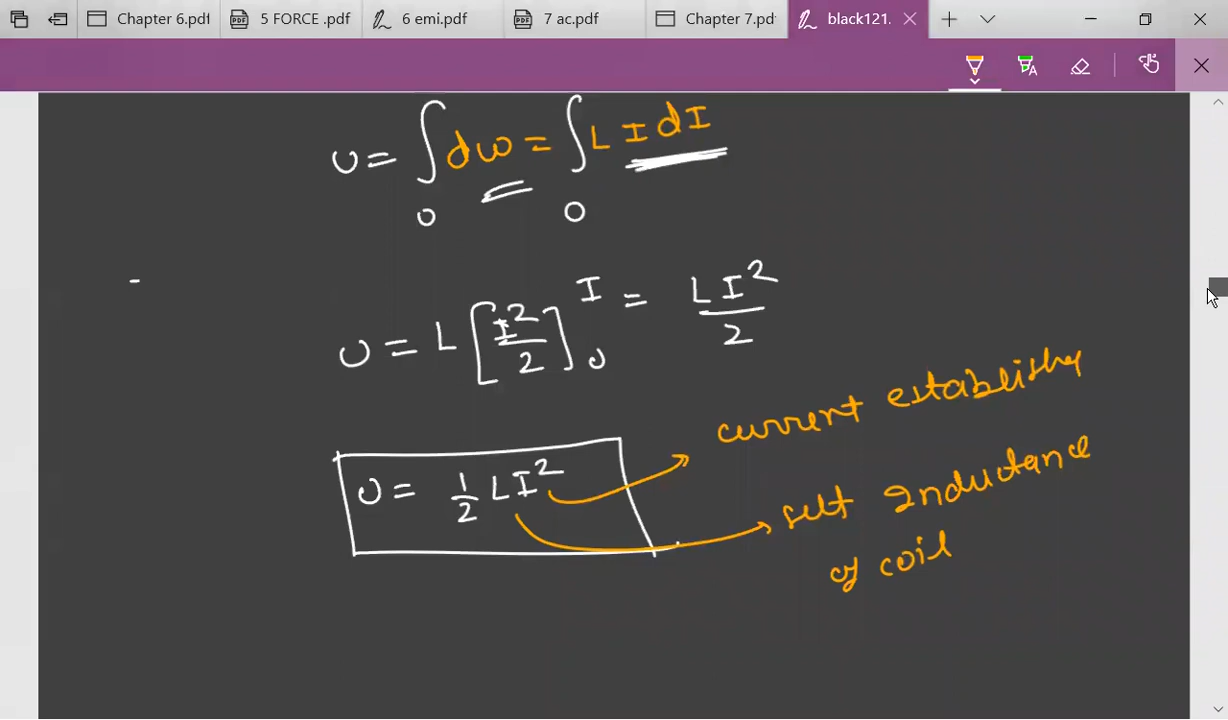 Chapter 6.pdf 5 FORCE .pdf 6 emi.pdf 7 ac.pdf Chapter 7.pd black121.
U = ∫₀ dw = ∫₀ L I dI
U = L [I²/2]₀ᴵ = LI²/2
U = 1/2 LI²
current establishing
self Inductance
of coil